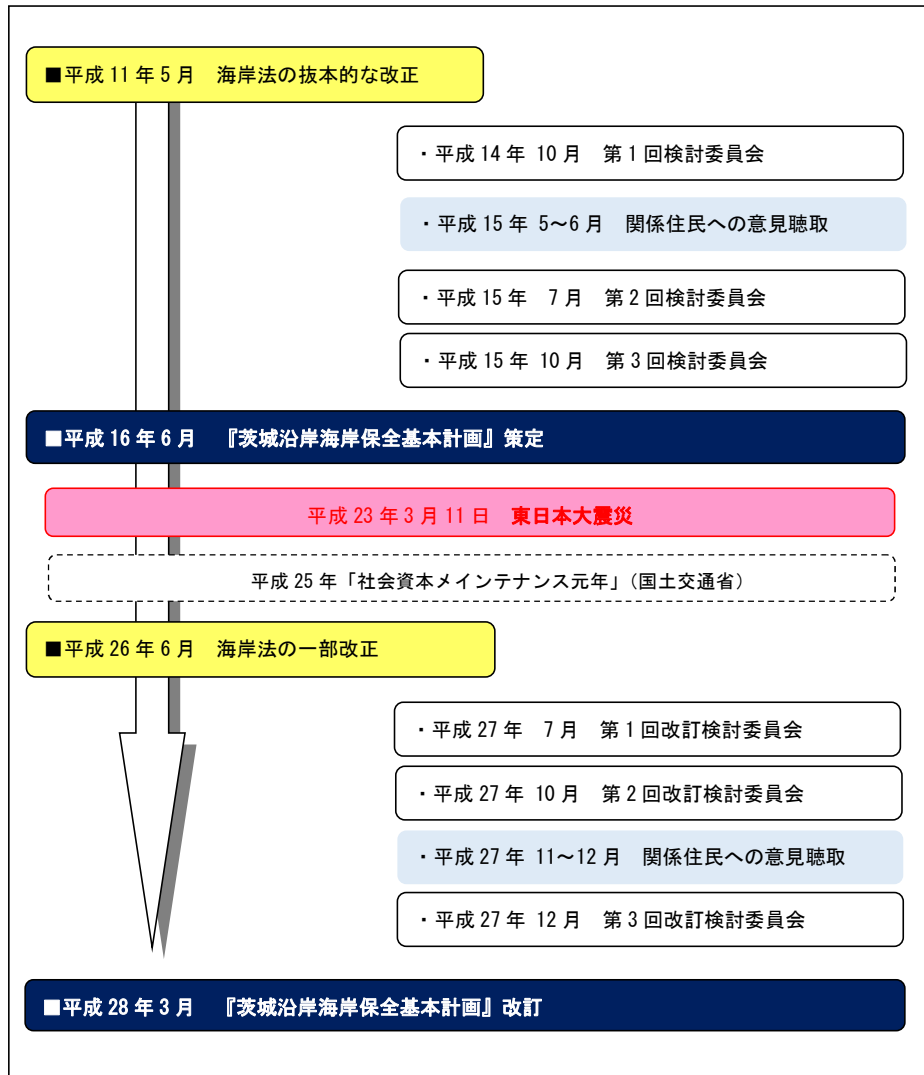 ■平成 11 年 5 月　海岸法の抜本的な改正
・平成 14 年 10 月　第 1 回検討委員会
・平成 15 年 5～6 月　関係住民への意見聴取
・平成 15 年　7 月　第 2 回検討委員会
・平成 15 年 10 月　第 3 回検討委員会
■平成 16 年 6 月　『茨城沿岸海岸保全基本計画』策定
平成 23 年 3 月 11 日　東日本大震災
平成 25 年「社会資本メインテナンス元年」（国土交通省）
■平成 26 年 6 月　海岸法の一部改正
・平成 27 年　7 月　第 1 回改訂検討委員会
・平成 27 年 10 月　第 2 回改訂検討委員会
・平成 27 年 11～12 月　関係住民への意見聴取
・平成 27 年 12 月　第 3 回改訂検討委員会
■平成 28 年 3 月　『茨城沿岸海岸保全基本計画』改訂